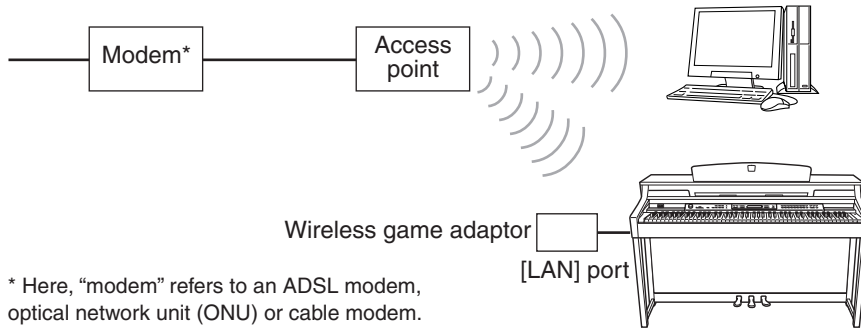 Modem*
Access
point
Wireless game adaptor
[LAN] port
* Here, “modem” refers to an ADSL modem,
optical network unit (ONU) or cable modem.